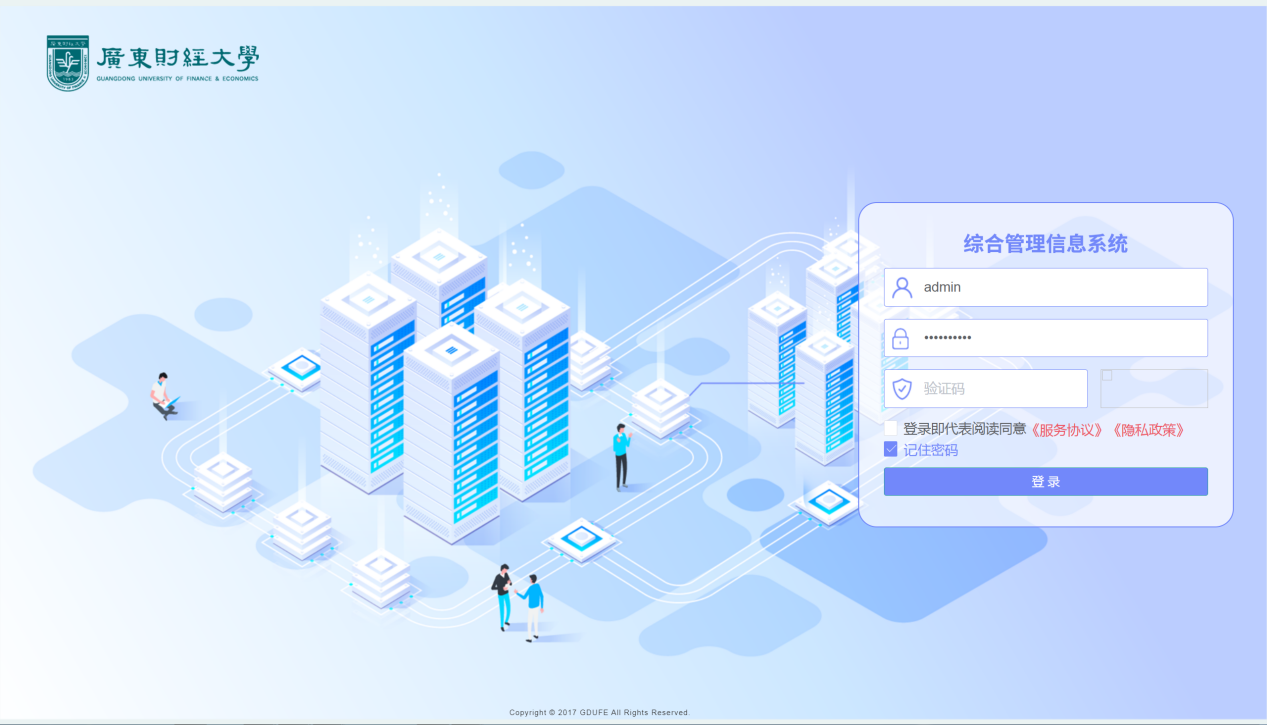 廣東財經大學
GUANGDONG UNIVERSITY OF FINANCE & ECONOMICS
综合管理信息系统
admin
••••••••••
验证码
登录即代表阅读同意《服务协议》《隐私政策》
记住密码
登 录
Copyright © 2017 GDUFE All Rights Reserved.